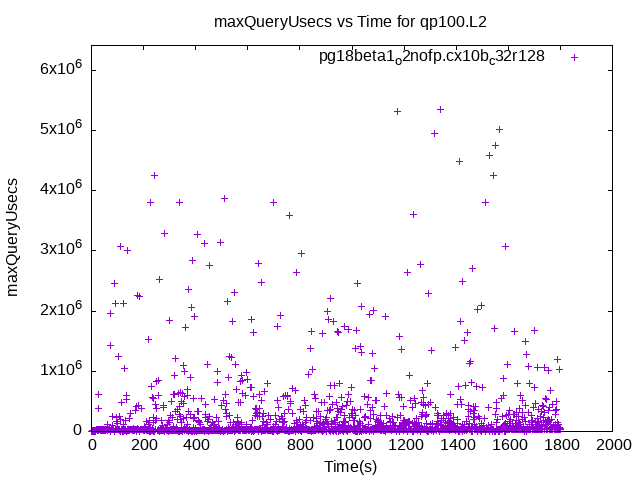 maxQueryUsecs vs Time for qp100.L2
pg18beta1_o2nofp.cx10b_c32r128
6x10^6
5x10^6
4x10^6
3x10^6
2x10^6
1x10^6
0
maxQueryUsecs
0 200 400 600 800 1000 1200 1400 1600 1800 2000
Time(s)